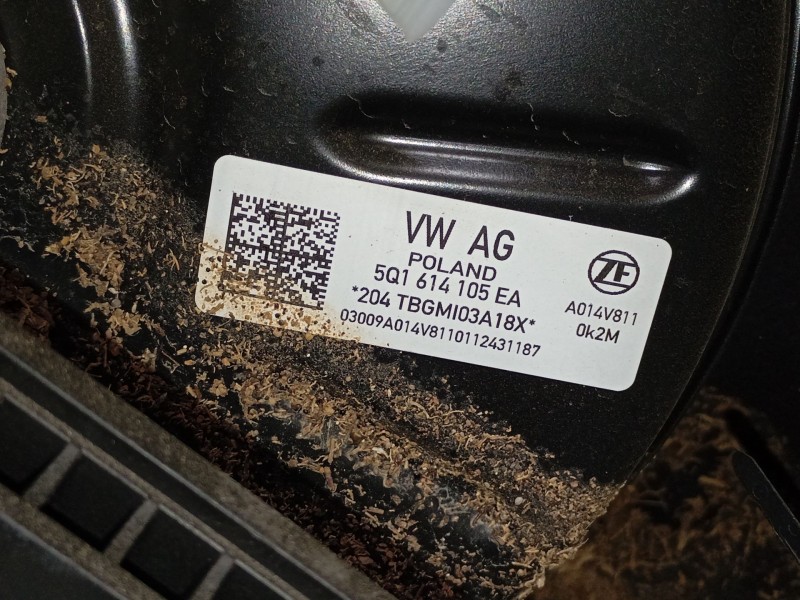 VW AG
POLAND
5Q1 614 105 EA
*204 TBGMI03A18X*
03009A014V8110112431187
ZF
A014V811
0k2M